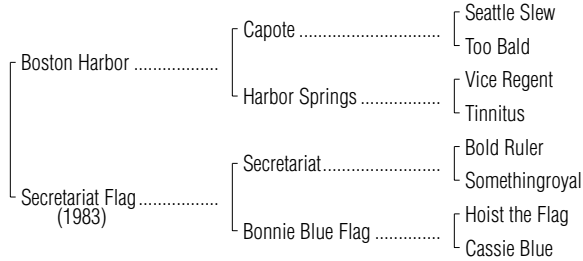 Seattle Slew
Capote ..............................
Too Bald
Boston Harbor ................
Vice Regent
Harbor Springs .................
Tinnitus
Bold Ruler
Secretariat.........................
Somethingroyal
Secretariat Flag................
(1983)
Hoist the Flag
Bonnie Blue Flag ..............
Cassie Blue